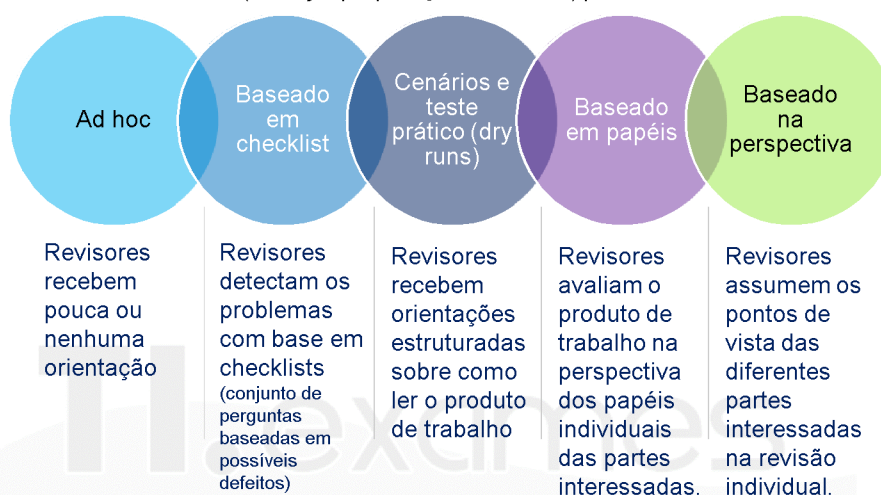 Ad hoc
Baseado
em
checklist
Cenários e
teste
prático (dry
runs)
Baseado
em papéis
Baseado
na
perspectiva
Revisores
recebem
pouca ou
nenhuma
orientação
Revisores
detectam os
problemas
com base em
checklists
(conjunto de
perguntas
baseadas em
possíveis
defeitos)
Revisores
recebem
orientações
estruturadas
sobre como
ler o produto
de trabalho
Revisores
avaliam o
produto de
trabalho na
perspectiva
dos papéis
individuais
das partes
interessadas.
Revisores
assumem os
pontos de
vista das
diferentes
partes
interessadas
na revisão
individual.
TI.exames